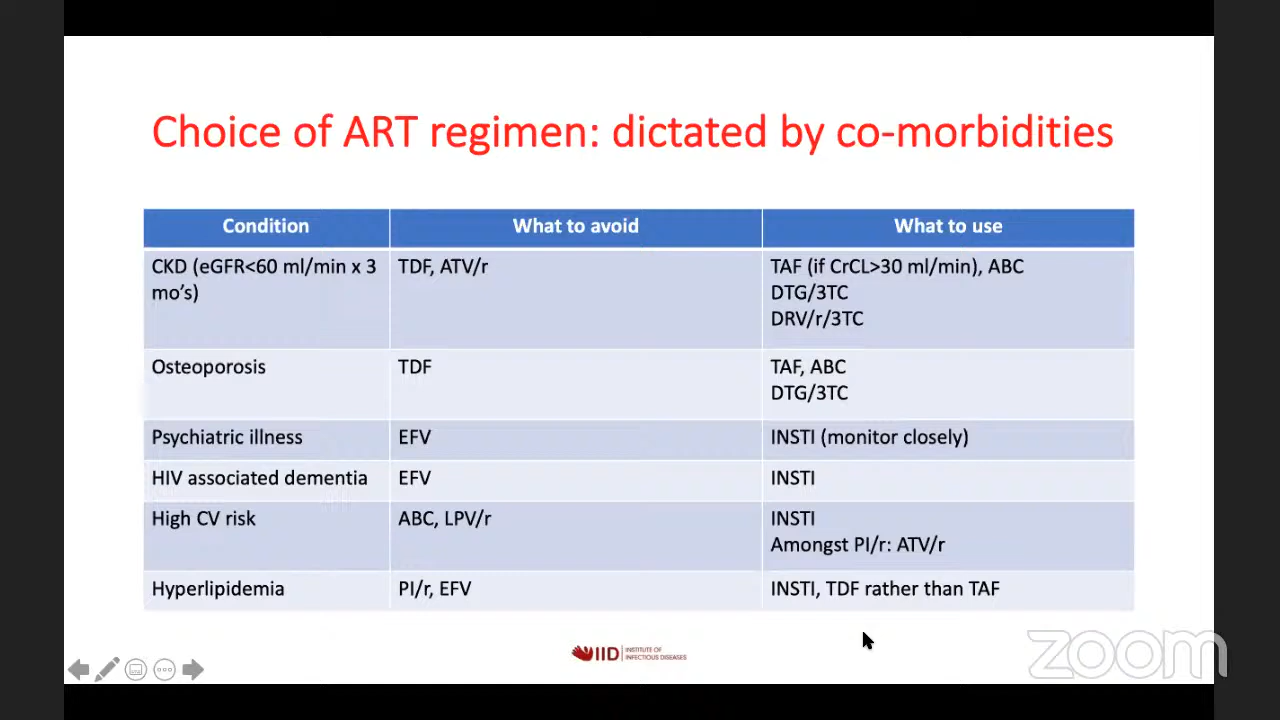 Choice of ART regimen: dictated by co-morbidities
Condition What to avoid What to use
CKD (eGFR<60 ml/min x 3 TDF, ATV/r TAF (if CrCL>30 ml/min), ABC
mo's) DTG/3TC
DRV/r/3TC
Osteoporosis TDF TAF, ABC
DTG/3TC
Psychiatric illness EFV INSTI (monitor closely)
HIV associated dementia EFV INSTI
High CV risk ABC, LPV/r INSTI
Amongst PI/r: ATV/r
Hyperlipidemia PI/r, EFV INSTI, TDF rather than TAF
IID INSTITUTE OF
INFECTIOUS DISEASES
zoom